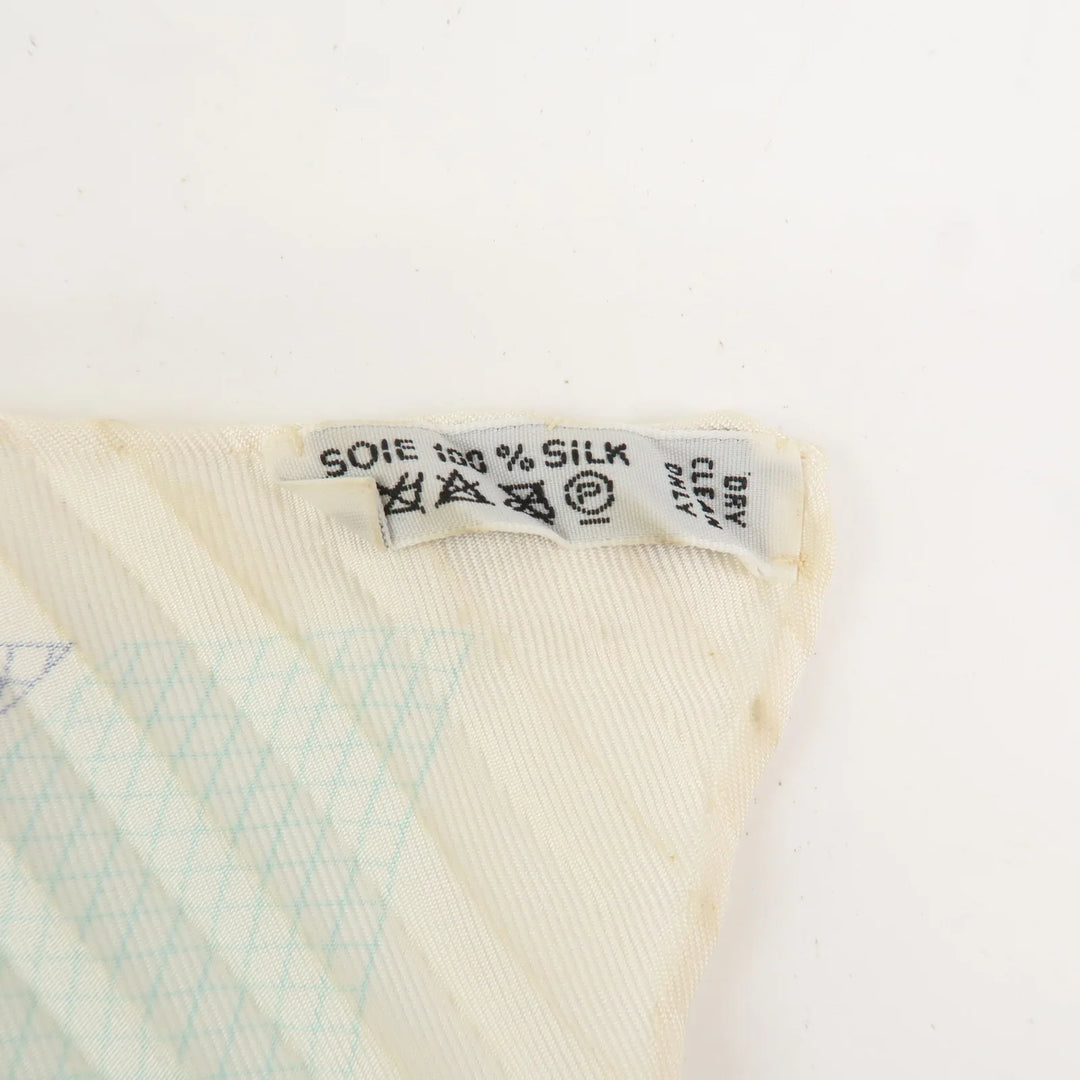 SOIE 100 % SILK
P
DRY
CLEAN
ONLY